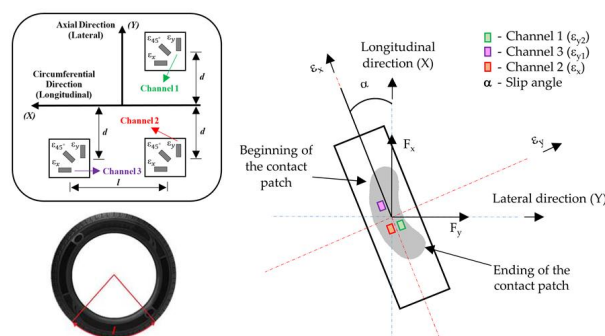 Axial Direction
(Lateral)
(Y)
ε45° εy
εx
d
Channel 1
Circumferential
Direction
(Longitudinal)
(X)
Channel 2
d
d
ε45° εy
εx
ε45° εy
εx
Channel 3
l
l
Longitudinal
direction (X)
- Channel 1 (εy2)
- Channel 3 (εy1)
- Channel 2 (εx)
α - Slip angle
εx
α
Fx
εy
Beginning of
the contact
patch
Lateral direction (Y)
Fy
Ending of the
contact patch